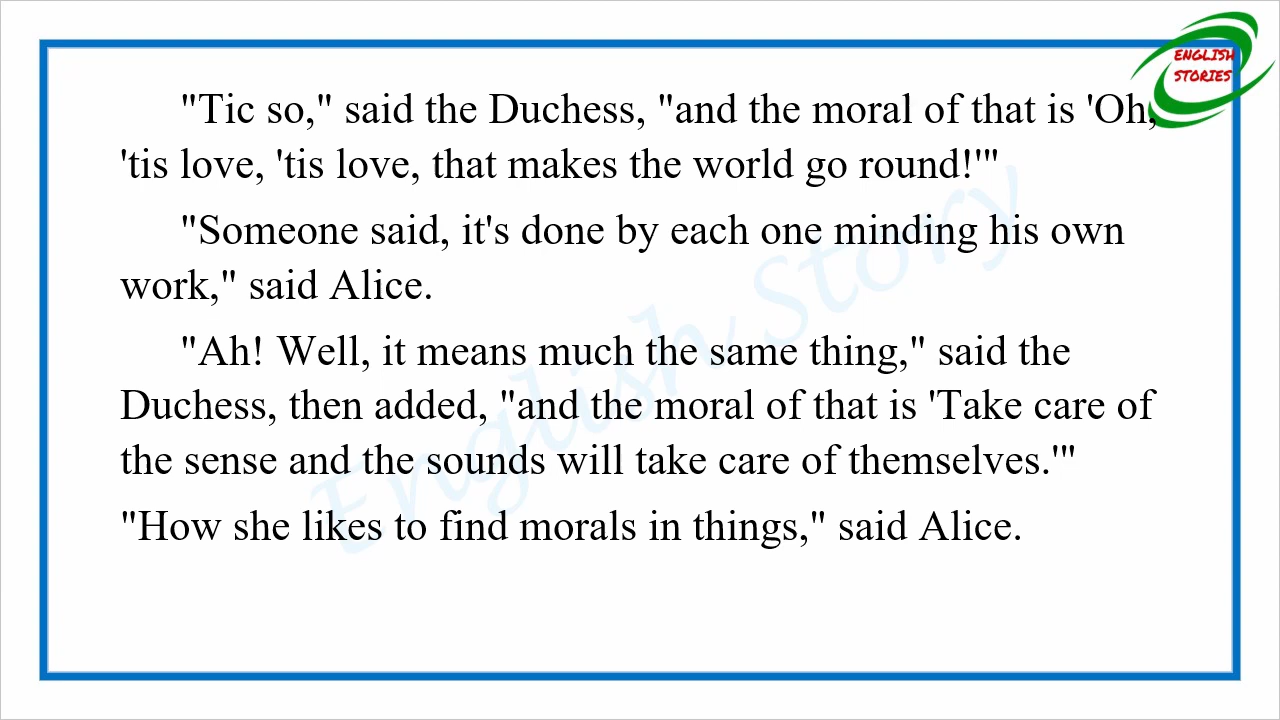 ENGLISH
STORIES
"Tic so," said the Duchess, "and the moral of that is 'Oh,
'tis love, 'tis love, that makes the world go round!'"
"Someone said, it's done by each one minding his own
work," said Alice.
"Ah! Well, it means much the same thing," said the
Duchess, then added, "and the moral of that is 'Take care of
the sense and the sounds will take care of themselves.'"
"How she likes to find morals in things," said Alice.
English Story